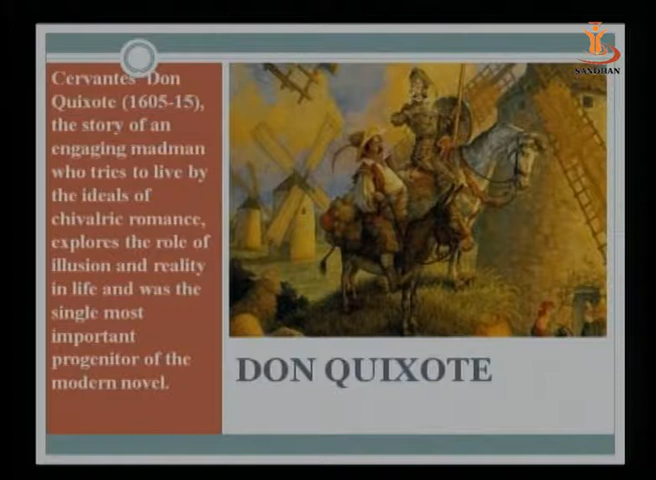 SANDHAN
Cervantes' Don
Quixote (1605-15),
the story of an
engaging madman
who tries to live by
the ideals of
chivalric romance,
explores the role of
illusion and reality
in life and was the
single most
important
progenitor of the
modern novel.
DON QUIXOTE